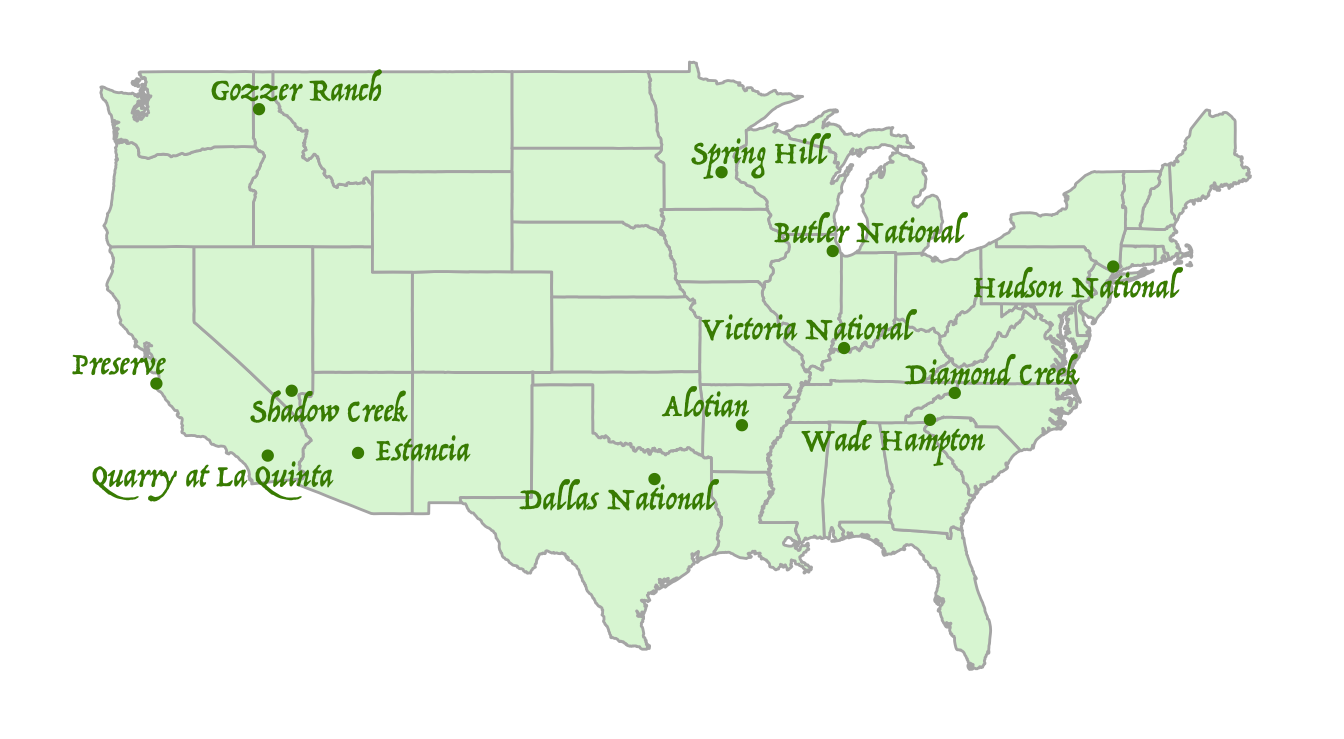 Gozzer Ranch
Spring Hill
Butler National
Hudson National
Victoria National
Preserve
Diamond Creek
Shadow Creek
Alotian
Wade Hampton
Estancia
Quarry at La Quinta
Dallas National